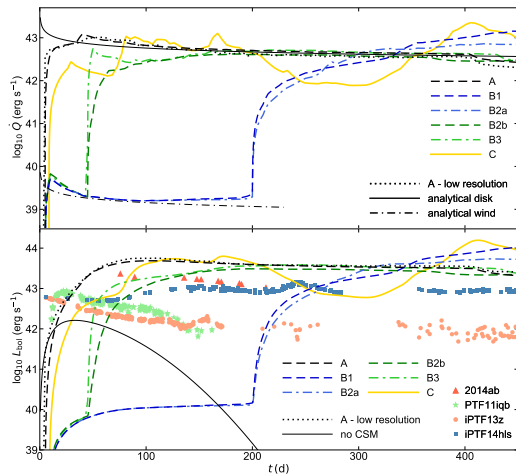 43
42
41
40
39
log₁₀ Q̇ (erg s⁻¹)
A
B1
B2a
B2b
B3
C
A - low resolution
analytical disk
analytical wind
44
43
42
41
40
39
log₁₀ L_bol (erg s⁻¹)
A
B1
B2a
B2b
B3
C
A - low resolution
no CSM
2014ab
PTF11iqb
iPTF13z
iPTF14hls
0
100
200
300
400
t (d)